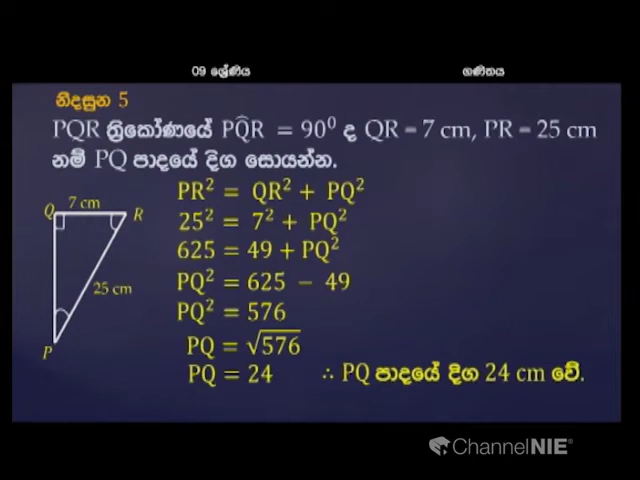 09 ශ්‍රේණිය ගණිතය
නිදසුන 5
PQR ත්‍රිකෝණයේ PQ̂R = 90⁰ ද QR = 7 cm, PR = 25 cm
නම් PQ පාදයේ දිග සොයන්න.
PR² = QR² + PQ²
25² = 7² + PQ²
625 = 49 + PQ²
PQ² = 625 − 49
PQ² = 576
PQ = √576
PQ = 24 ∴ PQ පාදයේ දිග 24 cm වේ.
Q 7 cm R
25 cm
P
ChannelNIE